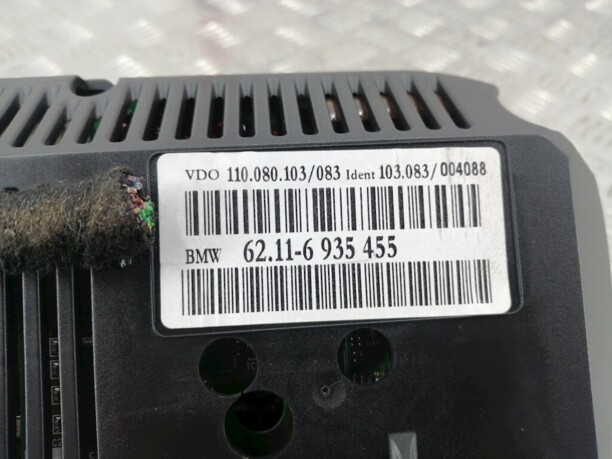 VDO 110.080.103/083 Ident 103.083/004088
BMW 62.11-6 935 455